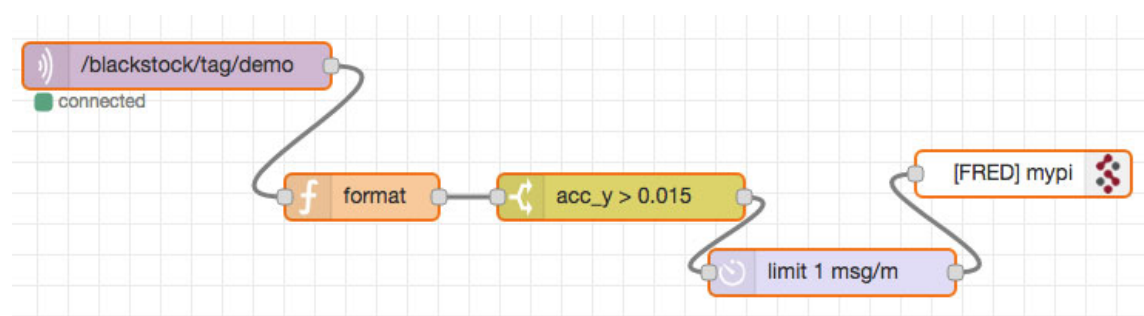 /blackstock/tag/demo
connected
format
acc_y > 0.015
limit 1 msg/m
[FRED] mypi